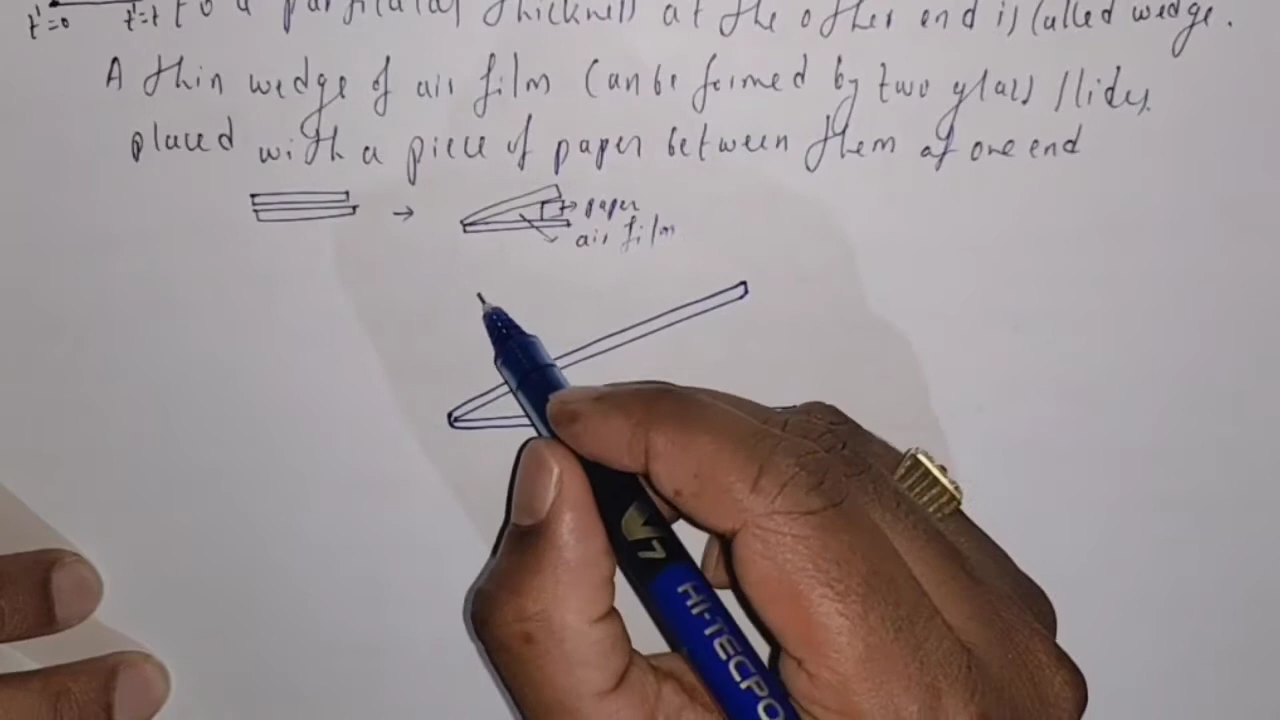 t'=0 t'=t to a particular thickness at the other end is called wedge.
A thin wedge of air film can be formed by two glass slides
placed with a piece of paper between them at one end
→ → paper
air film
V7
HI-TECPO